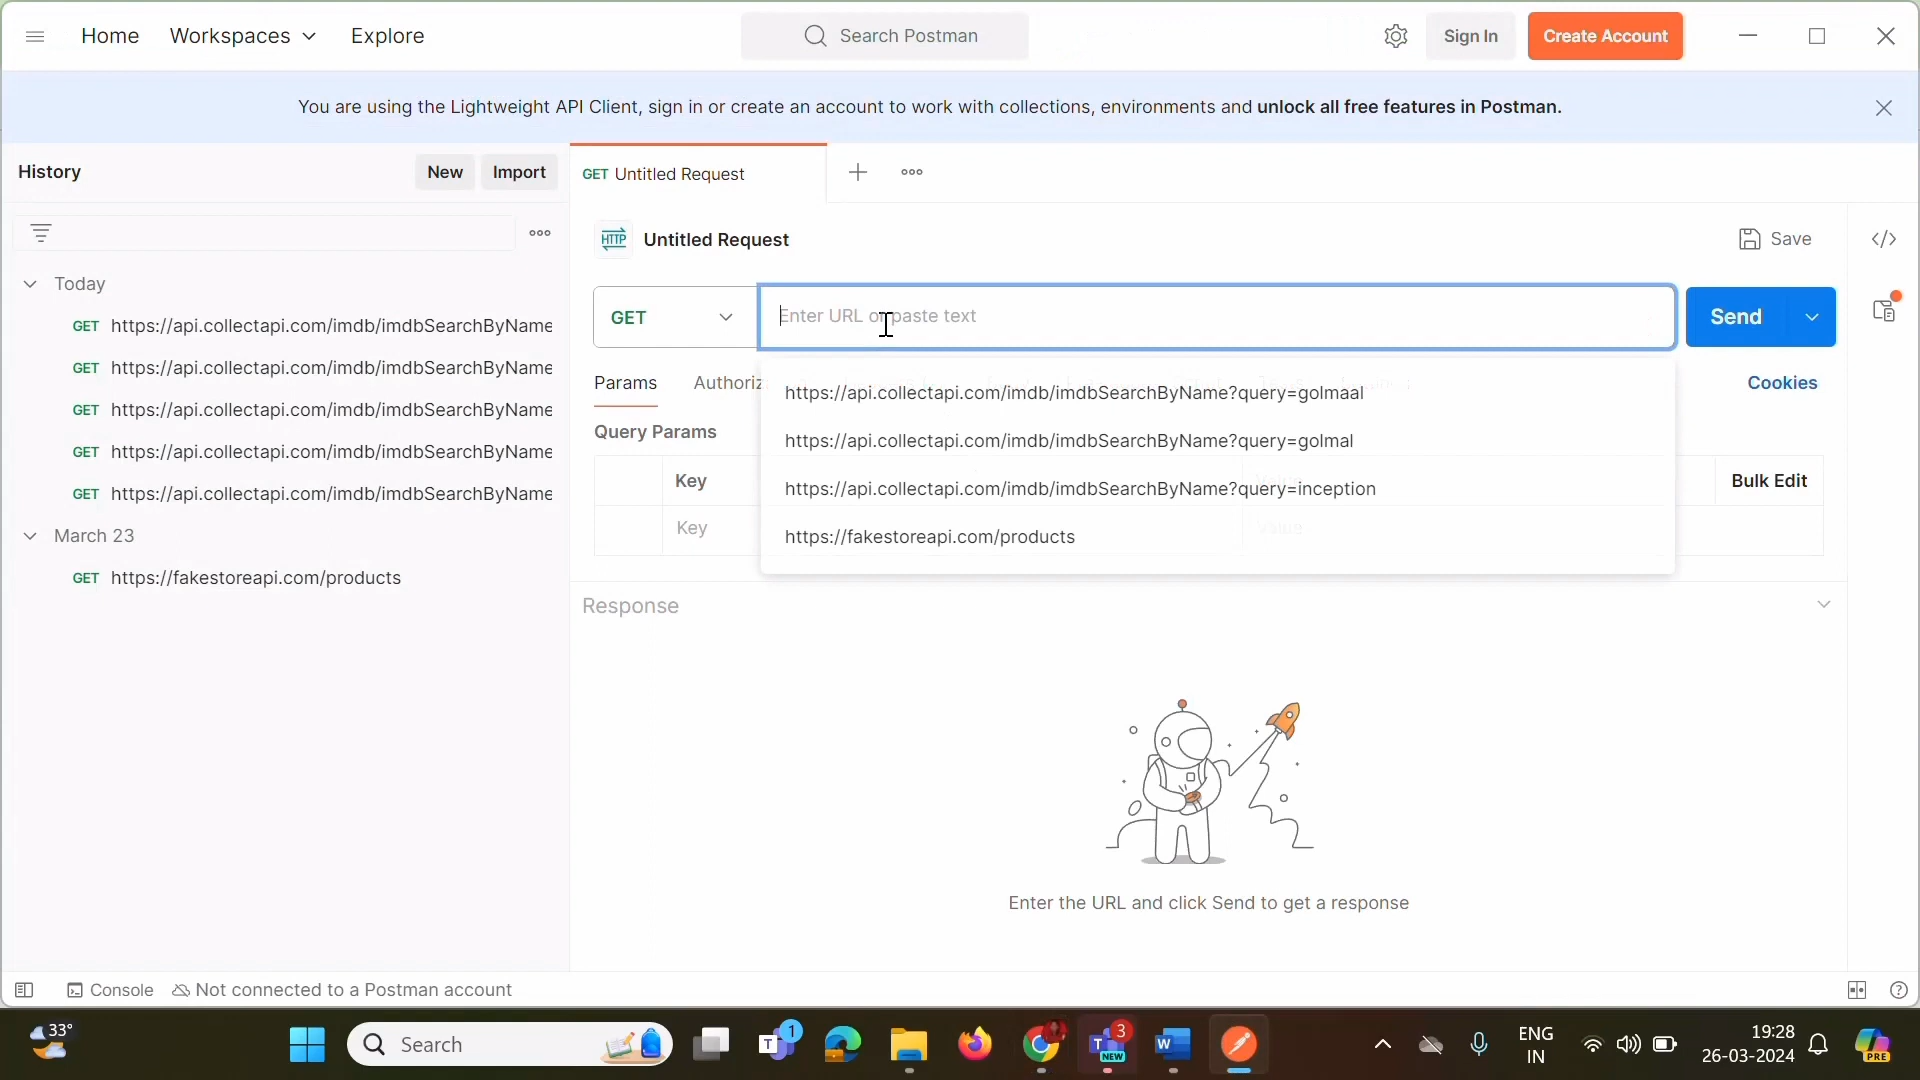 Home
Workspaces
Explore
Search Postman
Sign In
Create Account
You are using the Lightweight API Client, sign in or create an account to work with collections, environments and unlock all free features in Postman.
History
New
Import
GET Untitled Request
HTTP
Untitled Request
Save
Today
GET https://api.collectapi.com/imdb/imdbSearchByName
GET https://api.collectapi.com/imdb/imdbSearchByName
GET https://api.collectapi.com/imdb/imdbSearchByName
GET https://api.collectapi.com/imdb/imdbSearchByName
GET https://api.collectapi.com/imdb/imdbSearchByName
March 23
GET https://fakestoreapi.com/products
GET
Enter URL or paste text
Send
https://api.collectapi.com/imdb/imdbSearchByName?query=golmaal
https://api.collectapi.com/imdb/imdbSearchByName?query=golmal
https://api.collectapi.com/imdb/imdbSearchByName?query=inception
https://fakestoreapi.com/products
Params
Authoriz
Cookies
Query Params
Key
Bulk Edit
Key
Value
Response
Enter the URL and click Send to get a response
Console
Not connected to a Postman account
33°
Search
1
3
NEW
ENG
IN
19:28
26-03-2024
PRE